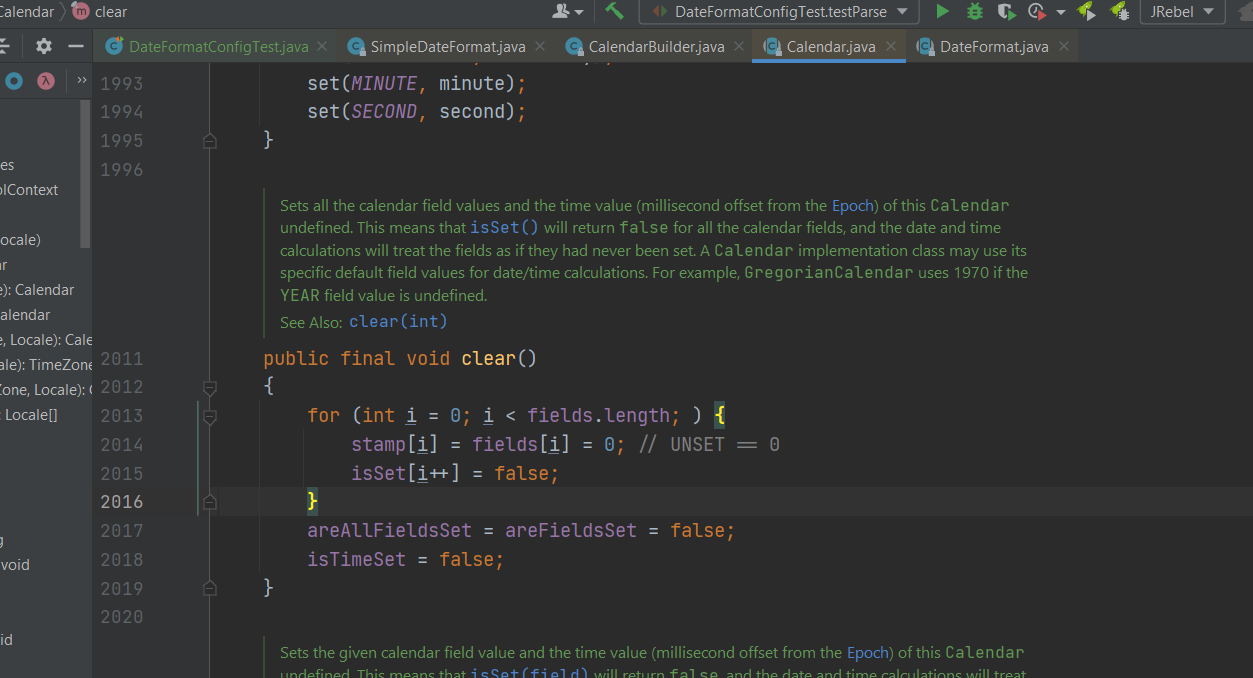 Calendar m clear DateFormatConfigTest.testParse JRebel
DateFormatConfigTest.java SimpleDateFormat.java CalendarBuilder.java Calendar.java DateFormat.java
1993 set(MINUTE, minute);
1994 set(SECOND, second);
1995 }
1996
es
olContext
ocale)
ar
e): Calendar
alendar
e, Locale): Cale
ale): TimeZone
Zone, Locale):
Locale[]
void
id
Sets all the calendar field values and the time value (millisecond offset from the Epoch) of this Calendar
undefined. This means that isSet() will return false for all the calendar fields, and the date and time
calculations will treat the fields as if they had never been set. A Calendar implementation class may use its
specific default field values for date/time calculations. For example, GregorianCalendar uses 1970 if the
YEAR field value is undefined.
See Also: clear(int)
2011 public final void clear()
2012 {
2013 for (int i = 0; i < fields.length; ) {
2014 stamp[i] = fields[i] = 0; // UNSET == 0
2015 isSet[i++] = false;
2016 }
2017 areAllFieldsSet = areFieldsSet = false;
2018 isTimeSet = false;
2019 }
2020
Sets the given calendar field value and the time value (millisecond offset from the Epoch) of this Calendar
undefined. This means that isSet(field) will return false, and the date and time calculations will treat